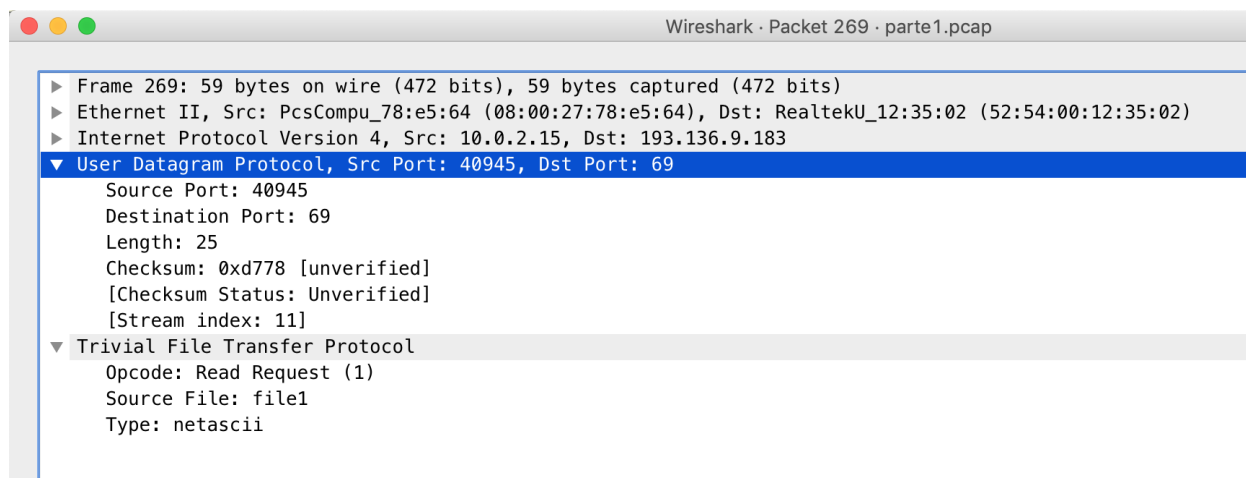 Wireshark · Packet 269 · parte1.pcap
Frame 269: 59 bytes on wire (472 bits), 59 bytes captured (472 bits)
Ethernet II, Src: PcsCompu_78:e5:64 (08:00:27:78:e5:64), Dst: RealtekU_12:35:02 (52:54:00:12:35:02)
Internet Protocol Version 4, Src: 10.0.2.15, Dst: 193.136.9.183
User Datagram Protocol, Src Port: 40945, Dst Port: 69
Source Port: 40945
Destination Port: 69
Length: 25
Checksum: 0xd778 [unverified]
[Checksum Status: Unverified]
[Stream index: 11]
Trivial File Transfer Protocol
Opcode: Read Request (1)
Source File: file1
Type: netascii